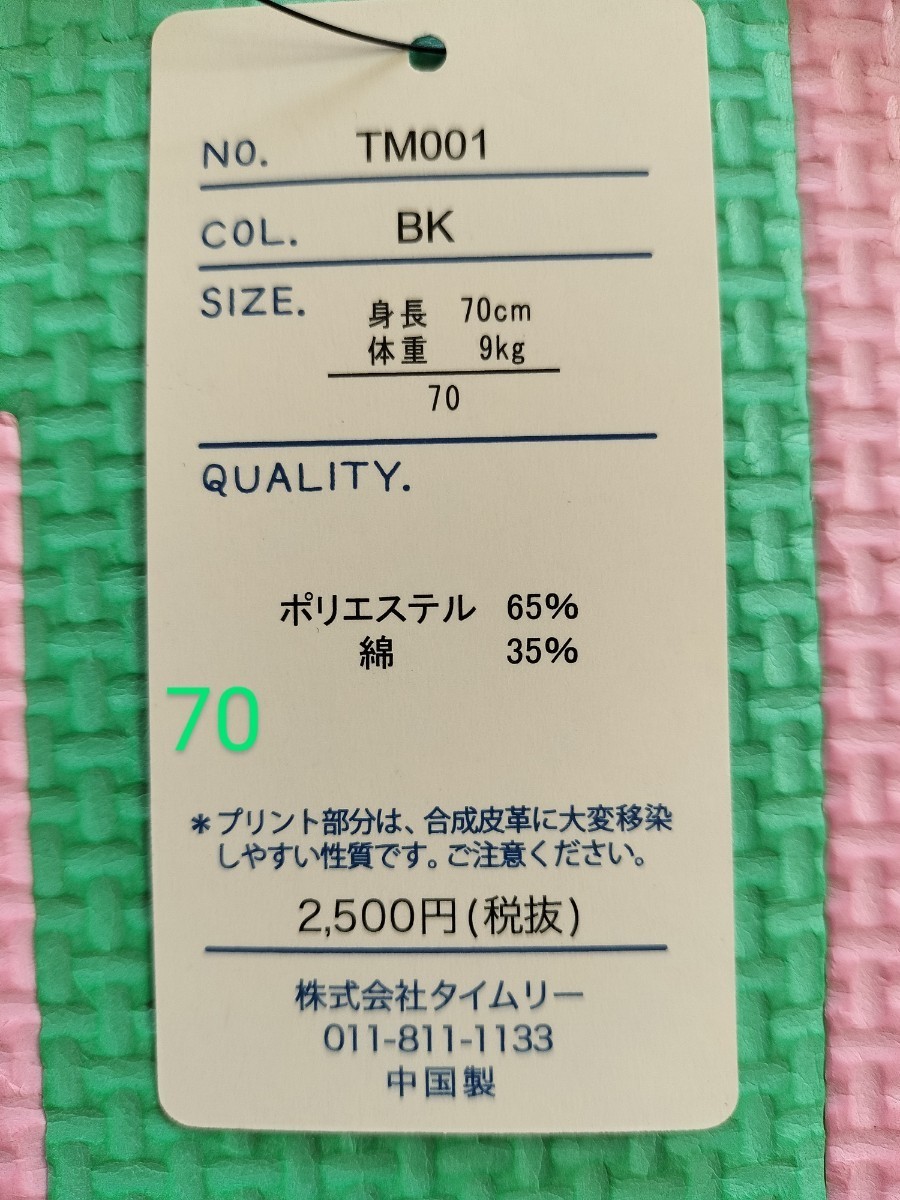 NO. TM001
COL. BK
SIZE. 身長 70cm
体重 9kg
70
QUALITY.
ポリエステル 65%
綿 35%
70
*プリント部分は、合成皮革に大変移染
しやすい性質です。ご注意ください。
2,500円(税抜)
株式会社タイムリー
011-811-1133
中国製